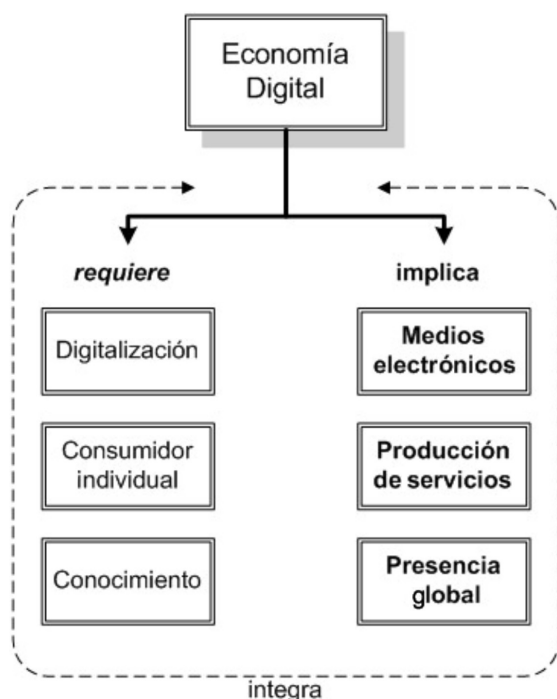 Economía
Digital
requiere
implica
Digitalización
Medios
electrónicos
Consumidor
individual
Producción
de servicios
Conocimiento
Presencia
global
integra